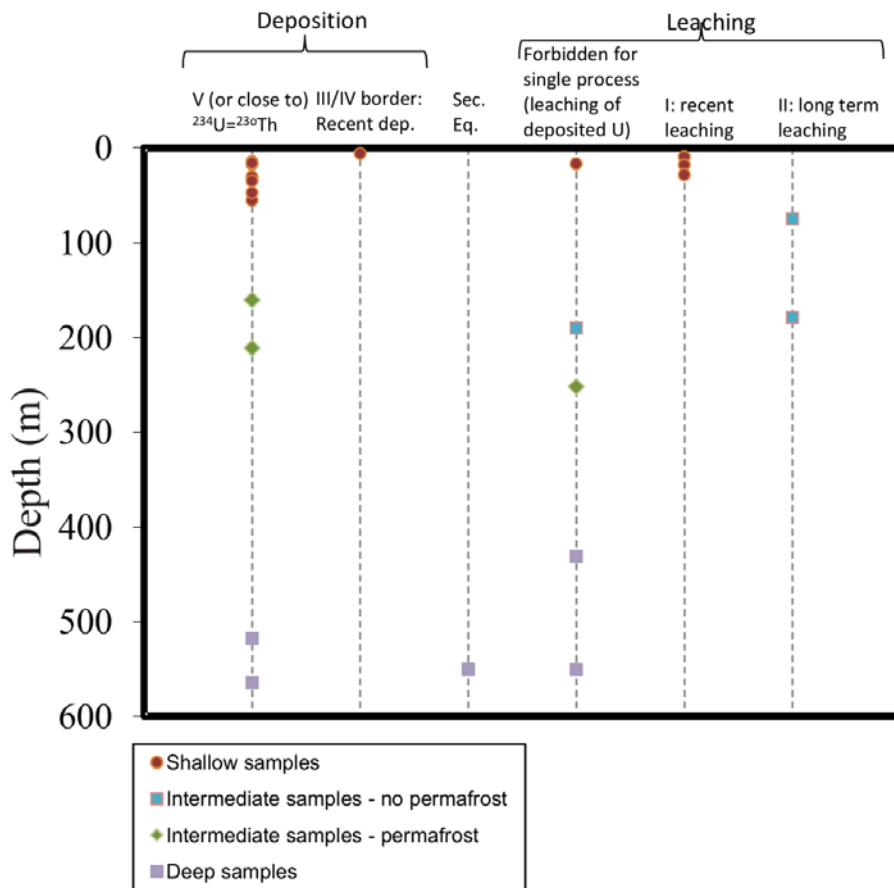 Deposition
Leaching
V (or close to)
²³⁴U=²³⁰Th
III/IV border:
Recent dep.
Sec.
Eq.
Forbidden for
single process
(leaching of
deposited U)
I: recent
leaching
II: long term
leaching
Depth (m)
0
100
200
300
400
500
600
Shallow samples
Intermediate samples - no permafrost
Intermediate samples - permafrost
Deep samples